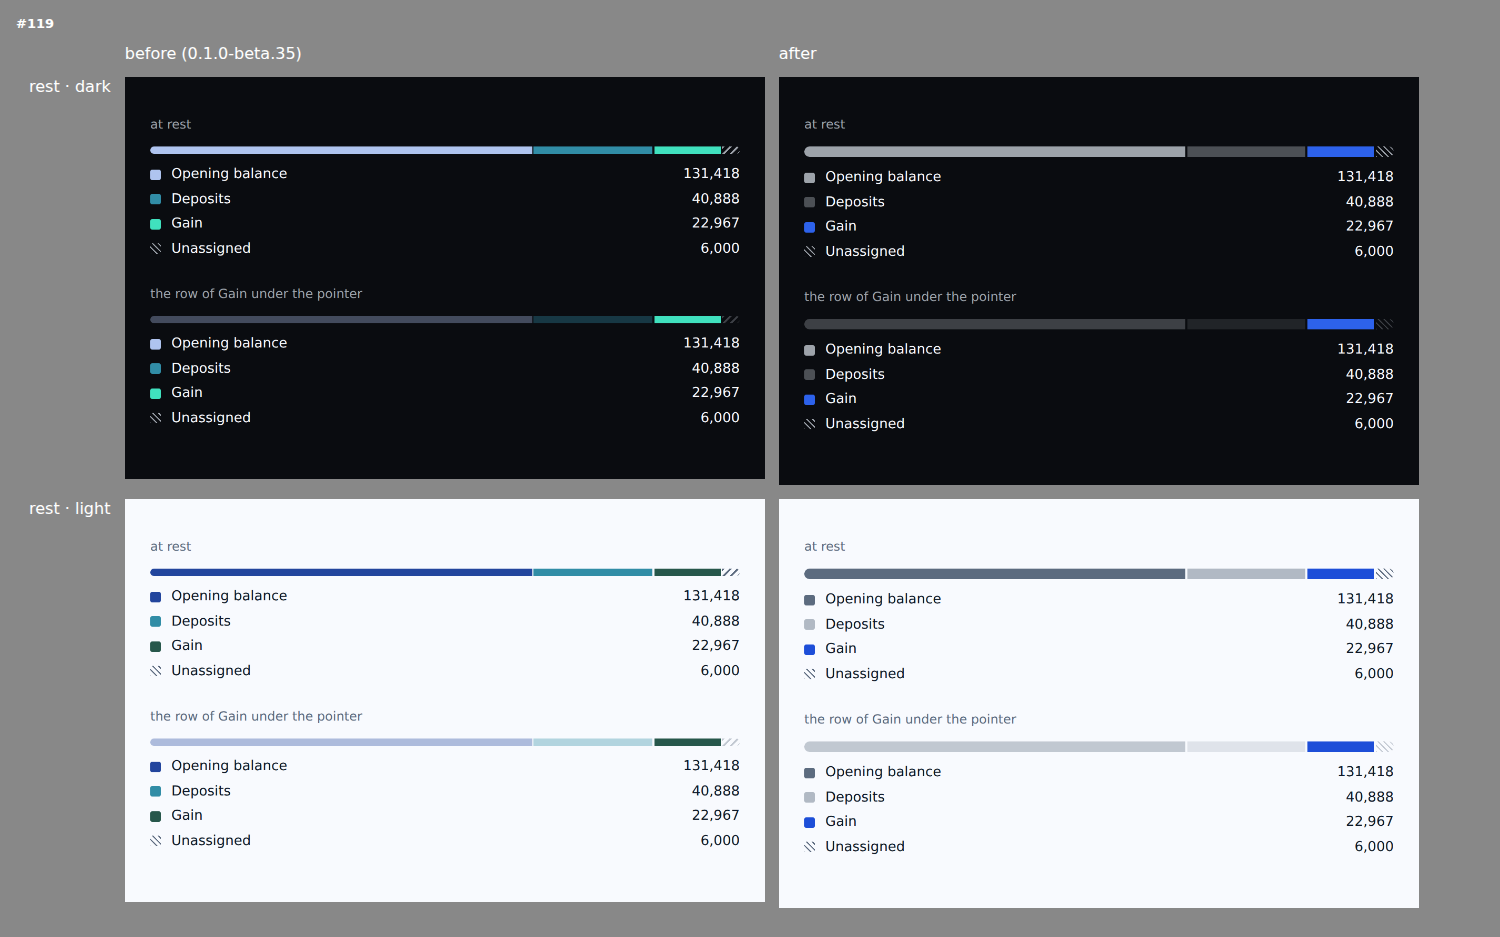 #119
before (0.1.0-beta.35)
after
rest · dark
at rest
Opening balance 131,418
Deposits 40,888
Gain 22,967
Unassigned 6,000
the row of Gain under the pointer
Opening balance 131,418
Deposits 40,888
Gain 22,967
Unassigned 6,000
at rest
Opening balance 131,418
Deposits 40,888
Gain 22,967
Unassigned 6,000
the row of Gain under the pointer
Opening balance 131,418
Deposits 40,888
Gain 22,967
Unassigned 6,000
rest · light
at rest
Opening balance 131,418
Deposits 40,888
Gain 22,967
Unassigned 6,000
the row of Gain under the pointer
Opening balance 131,418
Deposits 40,888
Gain 22,967
Unassigned 6,000
at rest
Opening balance 131,418
Deposits 40,888
Gain 22,967
Unassigned 6,000
the row of Gain under the pointer
Opening balance 131,418
Deposits 40,888
Gain 22,967
Unassigned 6,000